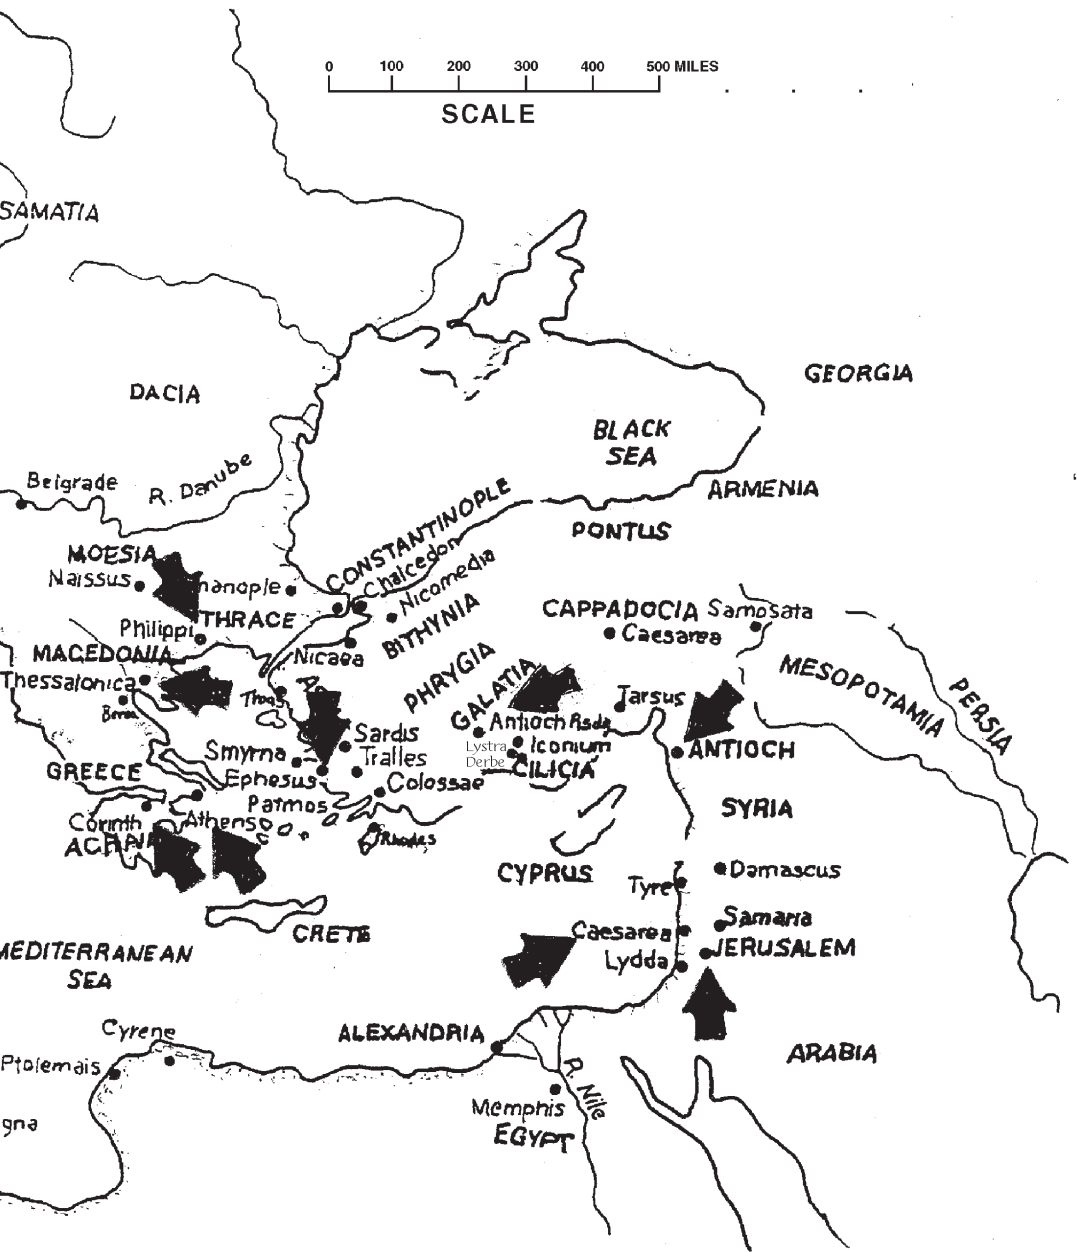 0 100 200 300 400 500 MILES
SCALE
SAMATIA
GEORGIA
DACIA
BLACK
SEA
Belgrade
R. Danube
ARMENIA
CONSTANTINOPLE
PONTUS
MOESIA
Chalcedon
Nicomedia
Naissus
nanople
THRACE
BITHYNIA
CAPPADOCIA
Samosata
Caesarea
Philippi
MACEDONIA
Nicaea
PHRYGIA
GALATIA
MESOPOTAMIA
PERSIA
Thessalonica
Tarsus
Antioch
Sardis
Iconium
ANTIOCH
Lystra
Derbe
Smyrna
Tralles
CILICIA
GREECE
Ephesus
Colossae
Patmos
SYRIA
Corinth
Athens
Rhodes
CYPRUS
Tyre
Damascus
Samaria
CRETE
Caesarea
JERUSALEM
MEDITERRANEAN
SEA
Lydda
Cyrene
ALEXANDRIA
ARABIA
Ptolemais
R. Nile
Memphis
gna
EGYPT